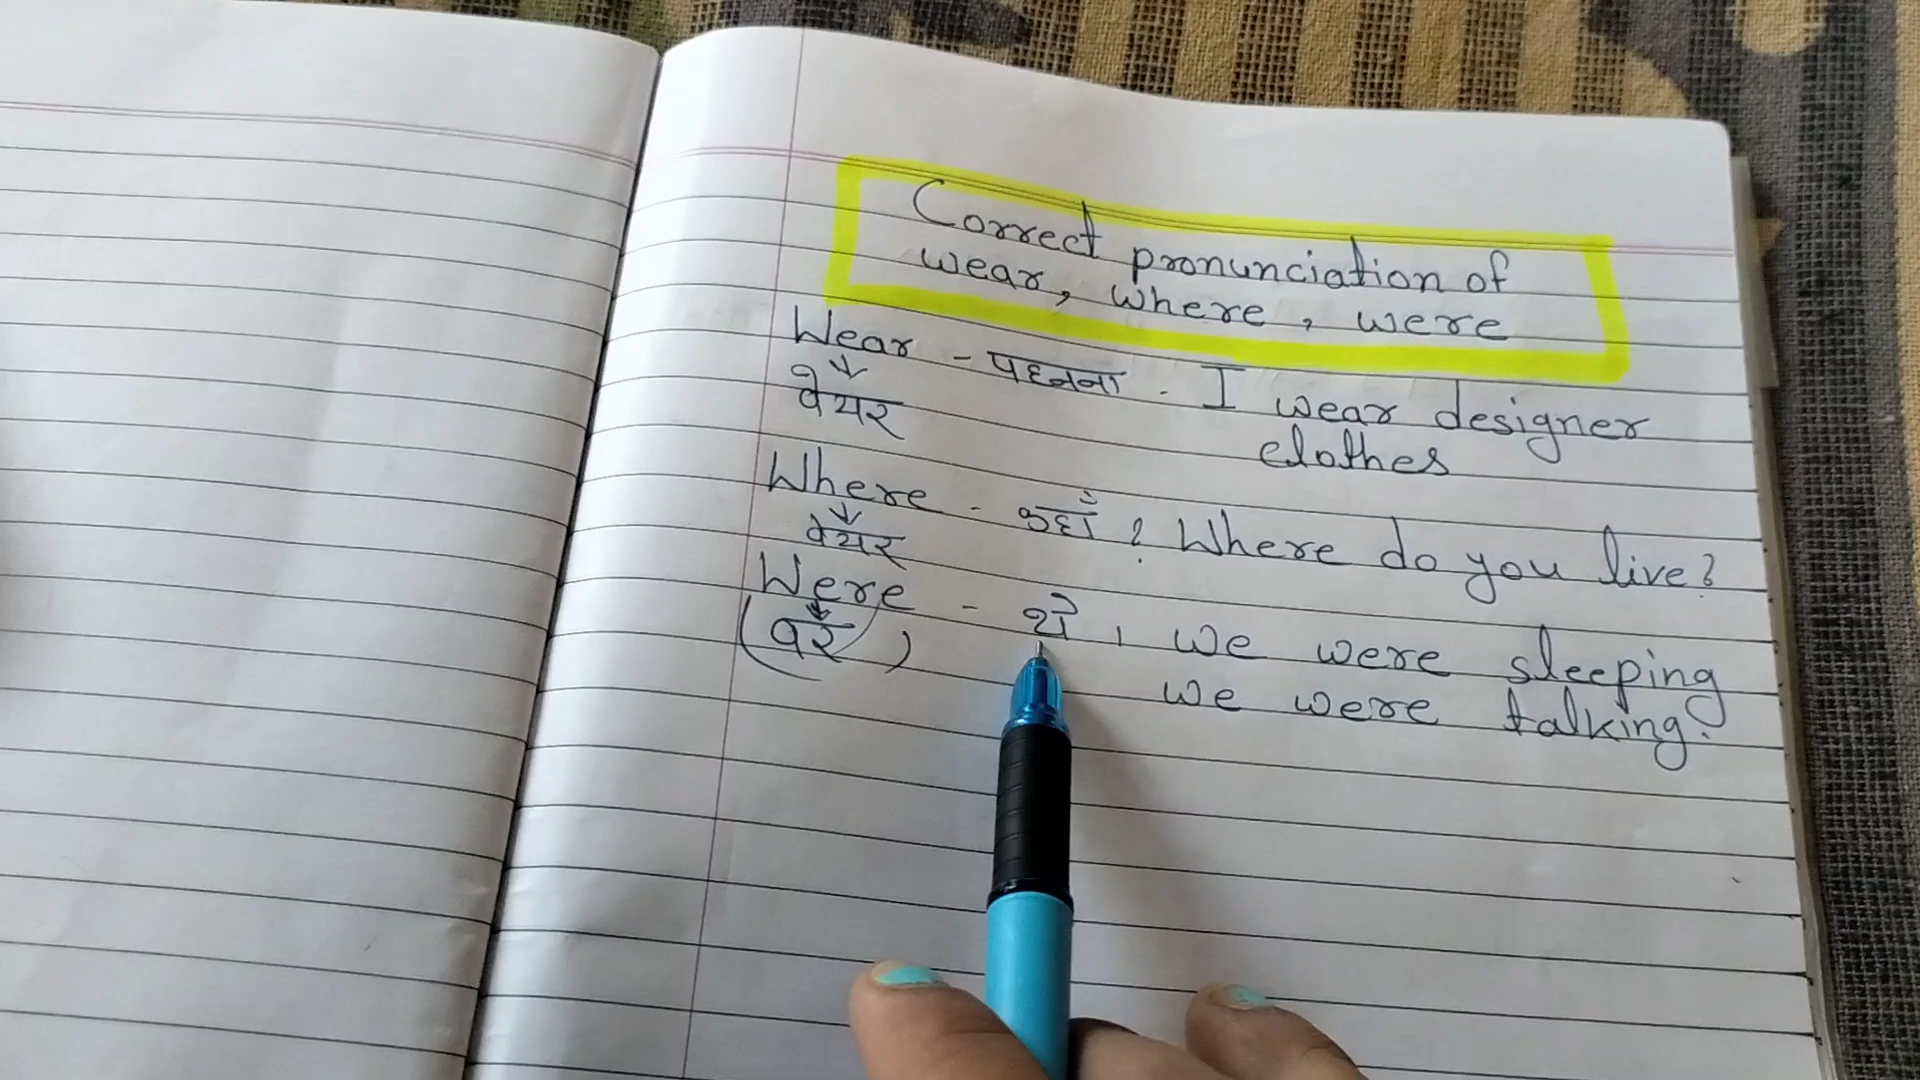 Correct pronunciation of
wear, where, were
Wear - पहनना - I wear designer
clothes
वेयर
Where - कहाँ ? Where do you live?
वेयर
Were - थे, we were sleeping
(वर) we were talking.